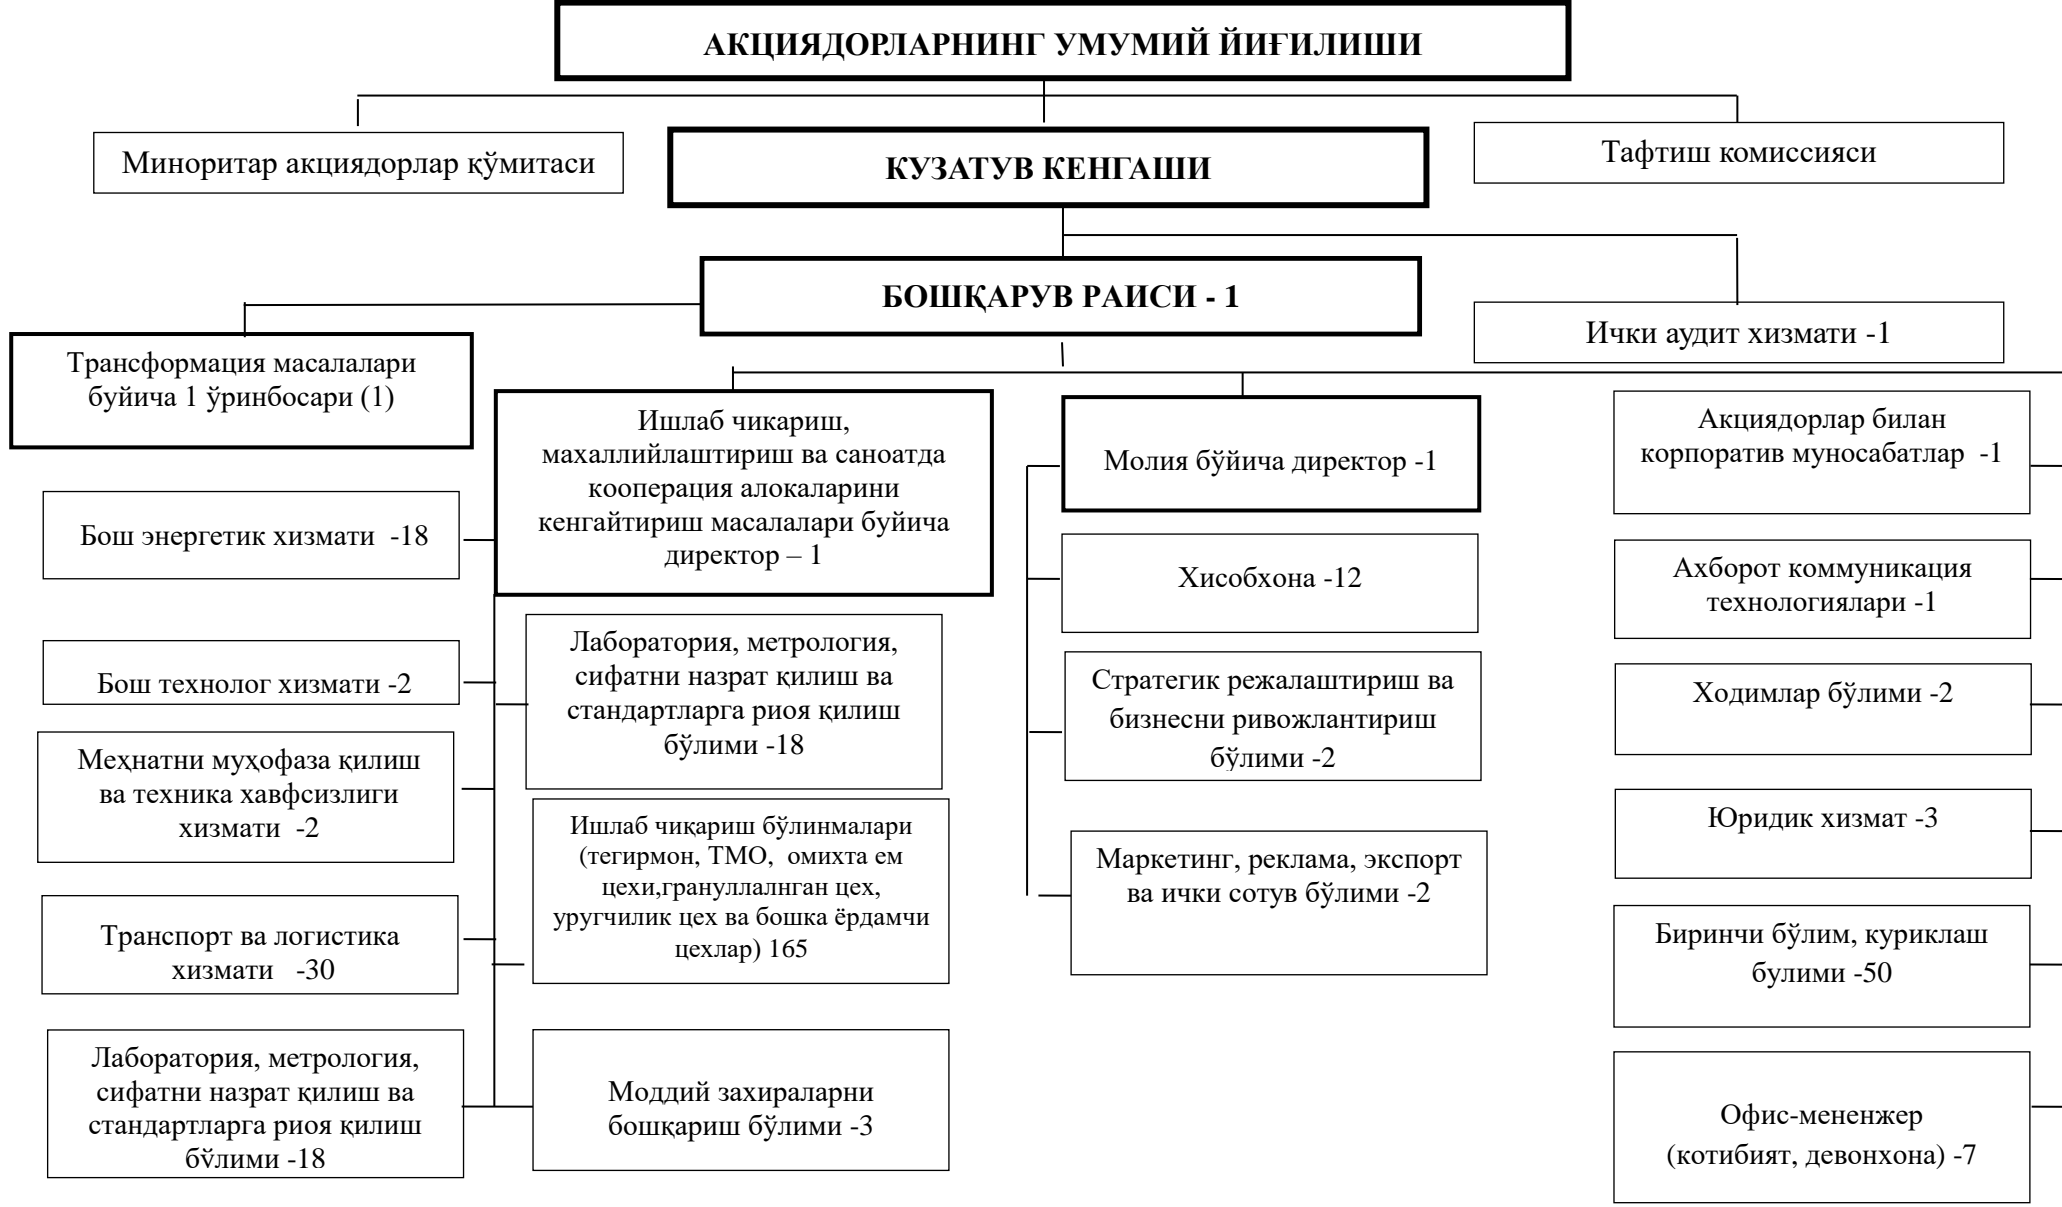 АКЦИЯДОРЛАРНИНГ УМУМИЙ ЙИҒИЛИШИ
Миноритар акциядорлар қўмитаси
КУЗАТУВ КЕНГАШИ
Тафтиш комиссияси
БОШҚАРУВ РАИСИ - 1
Ички аудит хизмати -1
Трансформация масалалари
буйича 1 ўринбосари (1)
Ишлаб чикариш,
махаллийлаштириш ва саноатда
кооперация алокаларини
кенгайтириш масалалари буйича
директор – 1
Молия бўйича директор -1
Акциядорлар билан
корпоратив муносабатлар -1
Бош энергетик хизмати -18
Хисобхона -12
Ахборот коммуникация
технологиялари -1
Бош технолог хизмати -2
Лаборатория, метрология,
сифатни назрат қилиш ва
стандартларга риоя қилиш
бўлими -18
Стратегик режалаштириш ва
бизнесни ривожлантириш
бўлими -2
Ходимлар бўлими -2
Меҳнатни муҳофаза қилиш
ва техника хавфсизлиги
хизмати -2
Ишлаб чиқариш бўлинмалари
(тегирмон, ТМО, омихта ем
цехи,грануллалнган цех,
уругчилик цех ва бошка ёрдамчи
цехлар) 165
Маркетинг, реклама, экспорт
ва ички сотув бўлими -2
Юридик хизмат -3
Транспорт ва логистика
хизмати -30
Биринчи бўлим, куриклаш
булими -50
Лаборатория, метрология,
сифатни назрат қилиш ва
стандартларга риоя қилиш
бўлими -18
Моддий захираларни
бошқариш бўлими -3
Офис-мененжер
(котибият, девонхона) -7